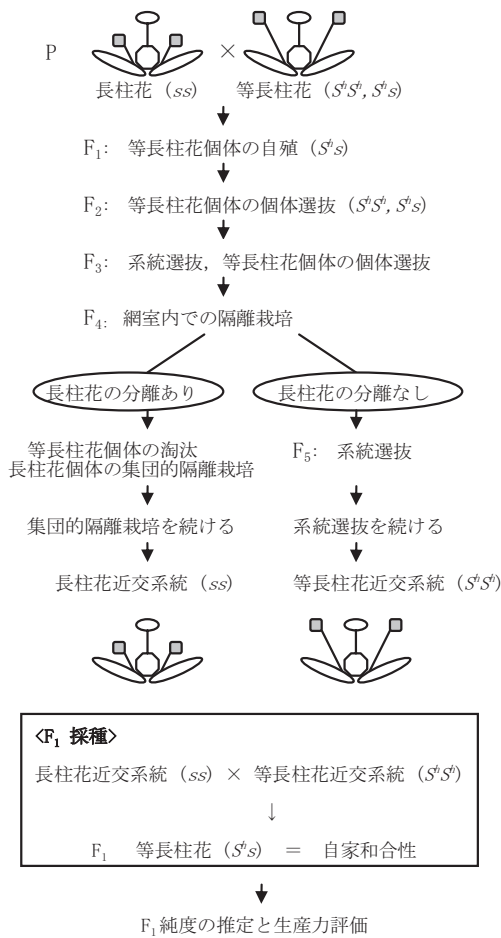 P ×
長柱花 (ss) 等長柱花 (SʰSʰ, Sʰs)
F₁: 等長柱花個体の自殖 (Sʰs)
F₂: 等長柱花個体の個体選抜 (SʰSʰ, Sʰs)
F₃: 系統選抜, 等長柱花個体の個体選抜
F₄: 網室内での隔離栽培
長柱花の分離あり 長柱花の分離なし
等長柱花個体の淘汰 F₅: 系統選抜
長柱花個体の集団的隔離栽培
集団的隔離栽培を続ける 系統選抜を続ける
長柱花近交系統 (ss) 等長柱花近交系統 (SʰSʰ)
<F₁ 採種>
長柱花近交系統 (ss) × 等長柱花近交系統 (SʰSʰ)
↓
F₁ 等長柱花 (Sʰs) = 自家和合性
F₁純度の推定と生産力評価